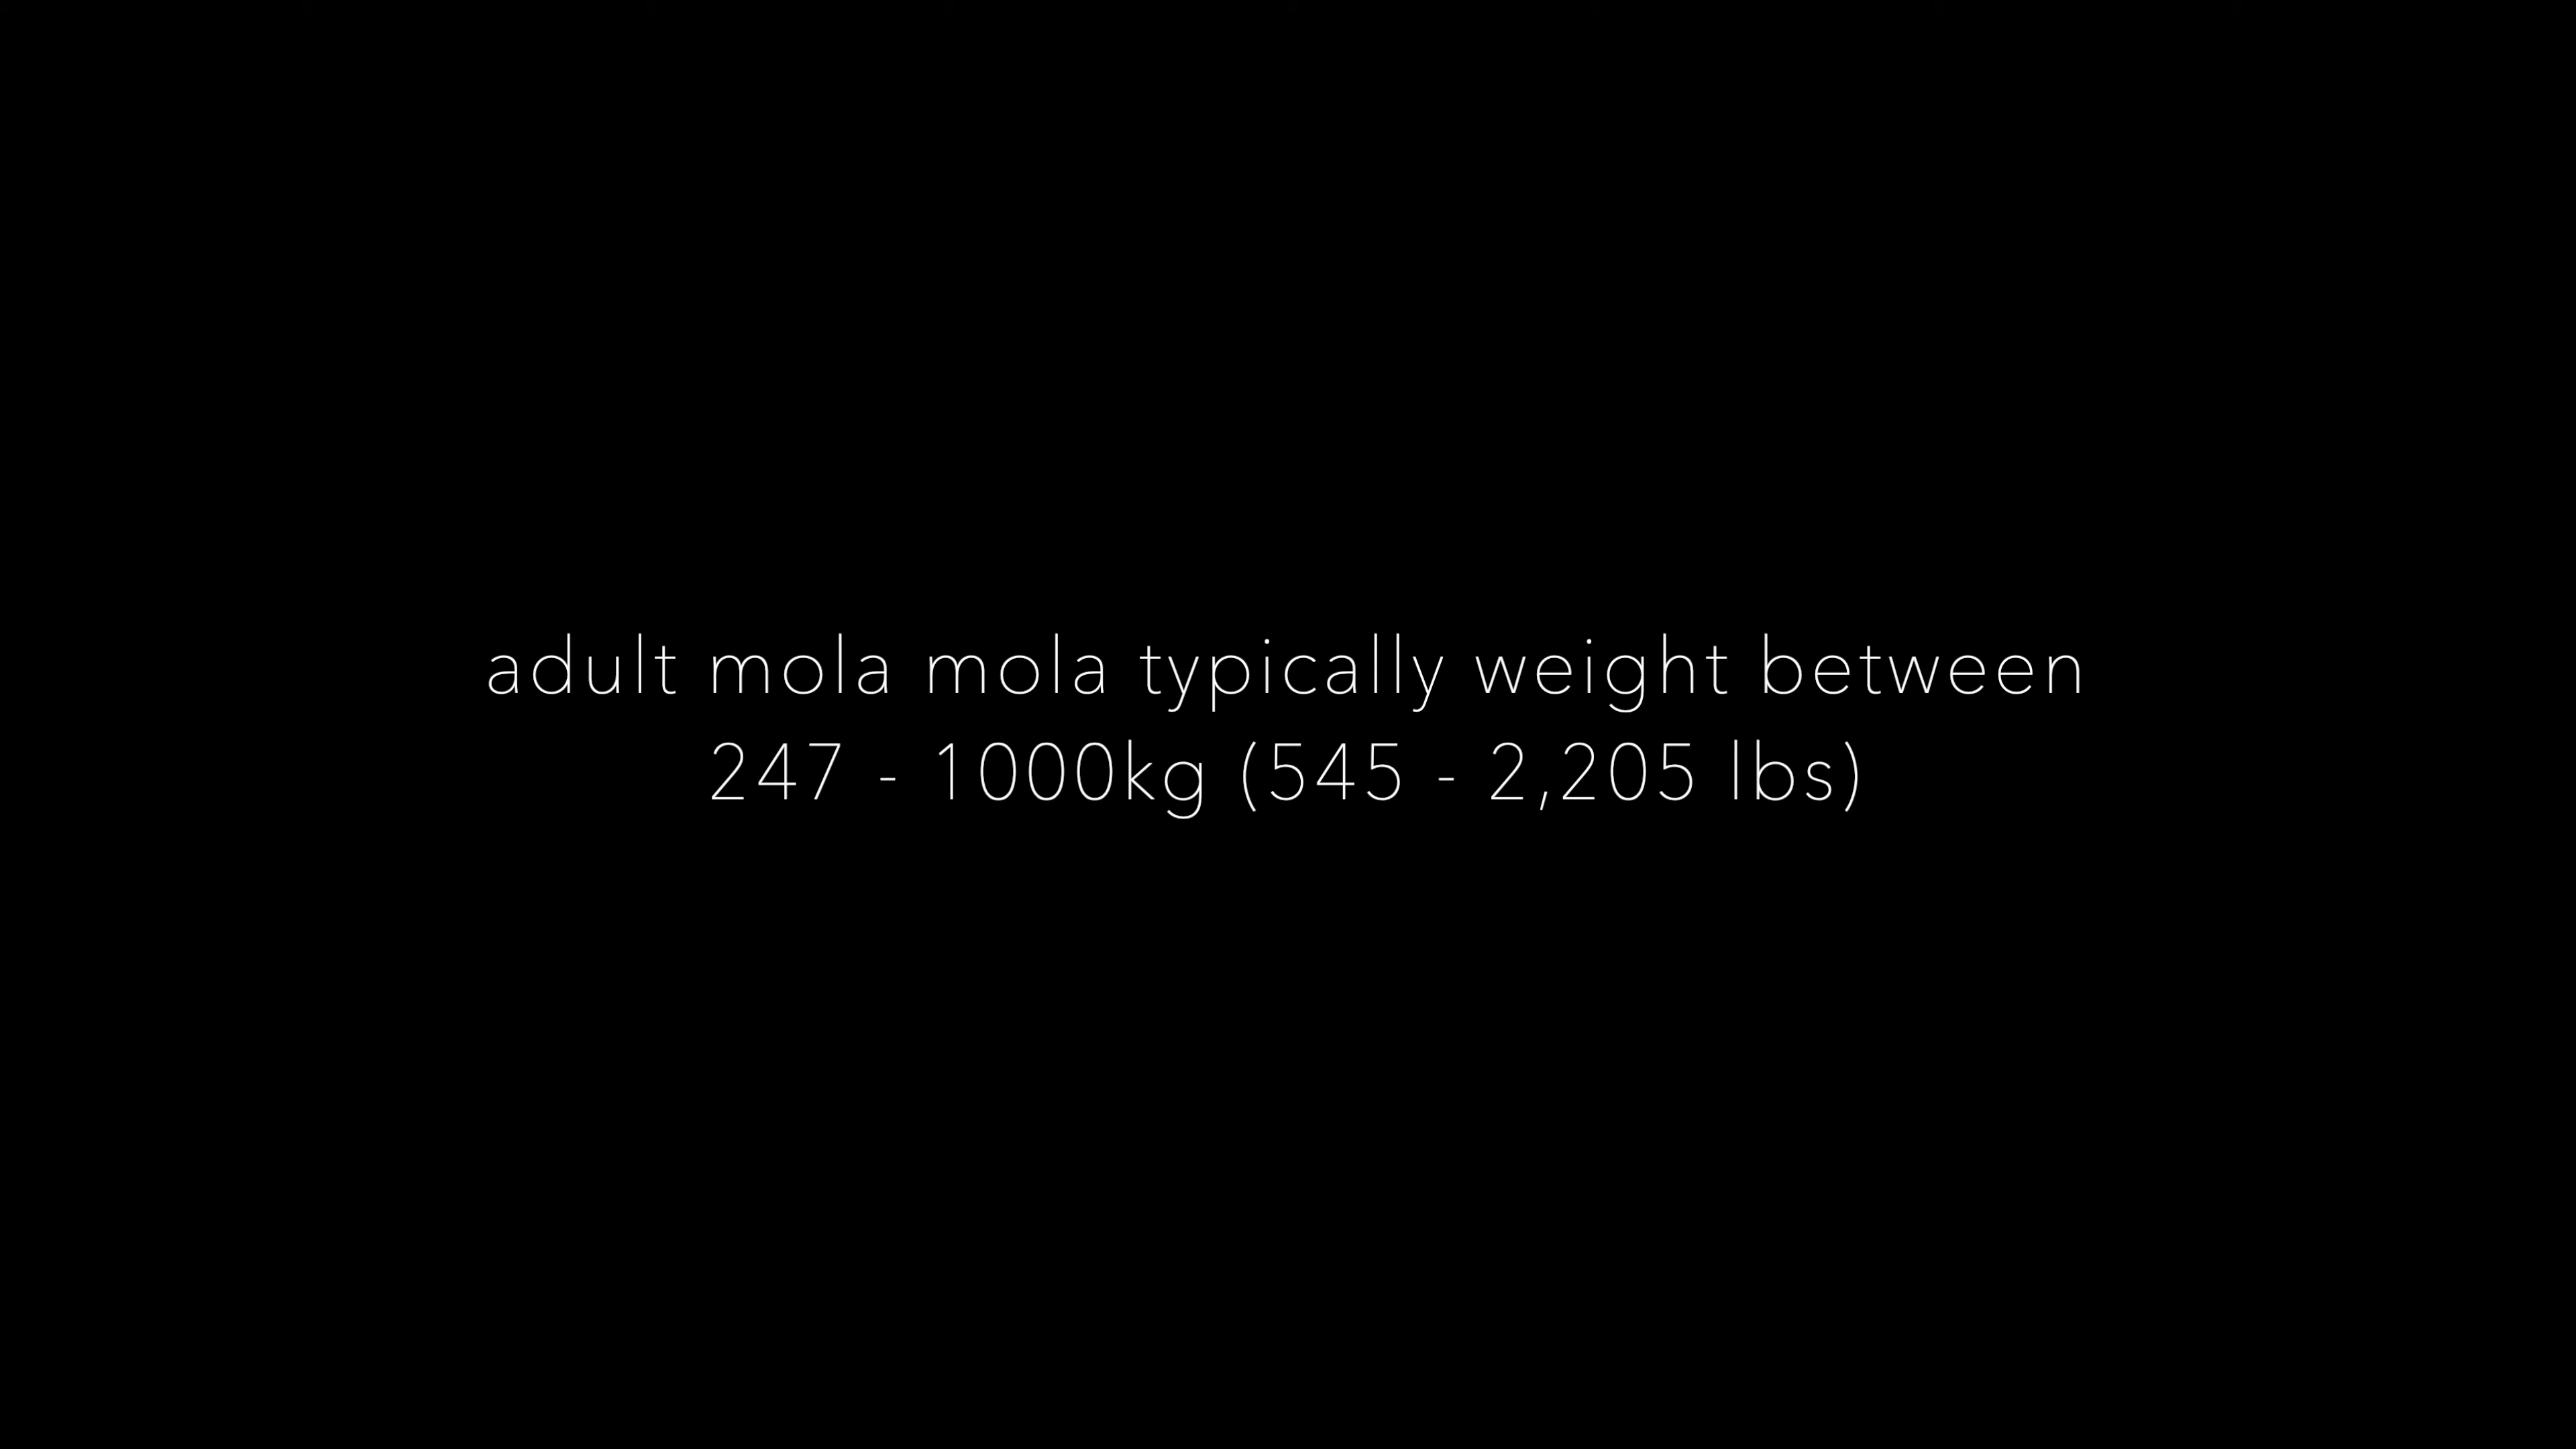 adult mola mola typically weight between
247 - 1000kg (545 - 2,205 lbs)